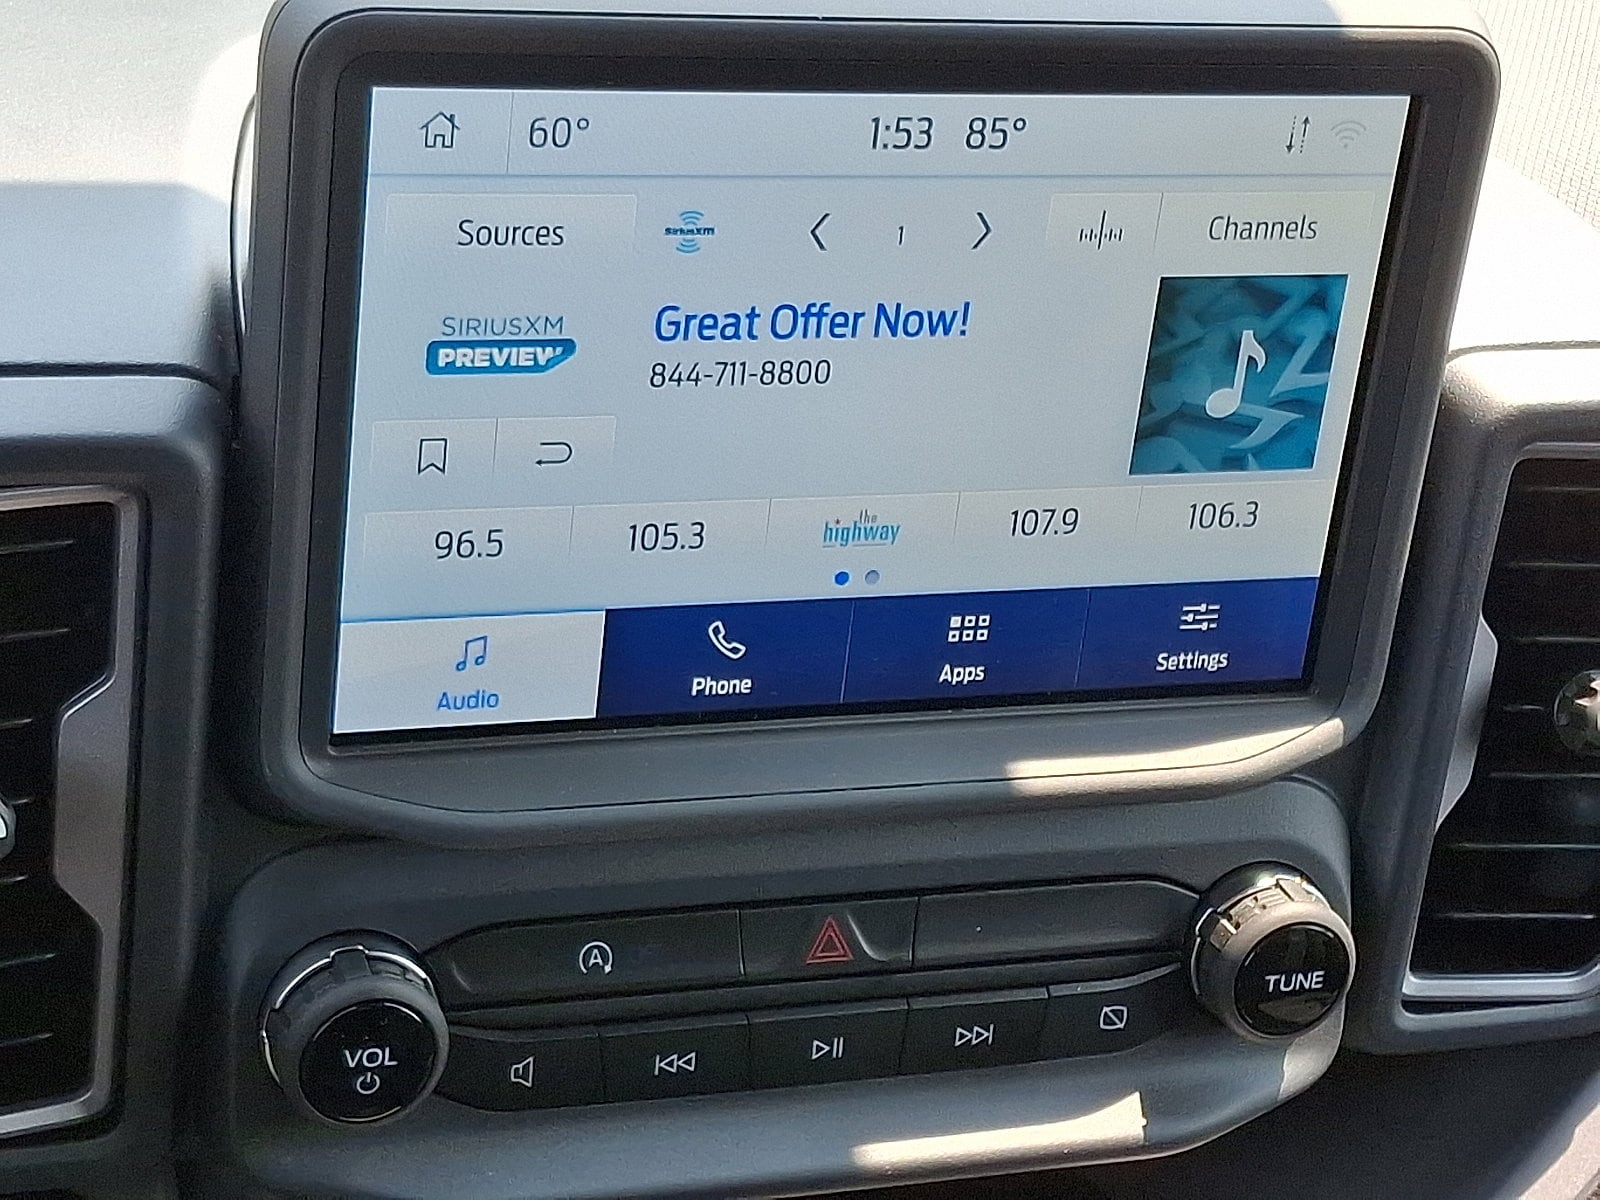 60° 1:53 85°
Sources SiriusXM 1 Channels
SIRIUSXM
PREVIEW
Great Offer Now!
844-711-8800
96.5 105.3 the highway 107.9 106.3
Audio Phone Apps Settings
A
VOL
TUNE